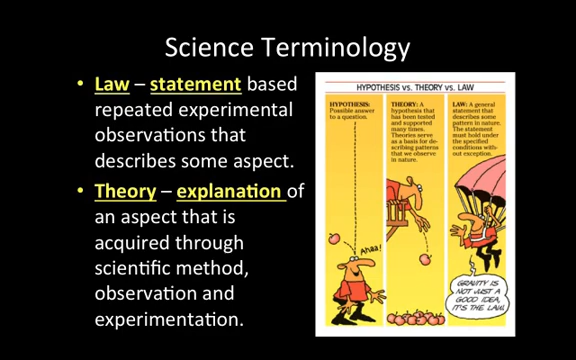 Science Terminology
• Law – statement based
repeated experimental
observations that
describes some aspect.
• Theory – explanation of
an aspect that is
acquired through
scientific method,
observation and
experimentation.
HYPOTHESIS vs. THEORY vs. LAW
HYPOTHESIS:
Possible answer
to a question.
THEORY: A
hypothesis that
has been tested
and supported
many times.
Theories serve
as a basis for de-
scribing patterns
that we observe
in nature.
LAW: A general
statement that
describes some
pattern in nature.
The statement
must hold under
the specified
conditions with-
out exception.
Ahaa!
GRAVITY IS
NOT JUST A
GOOD IDEA,
IT'S THE LAW!